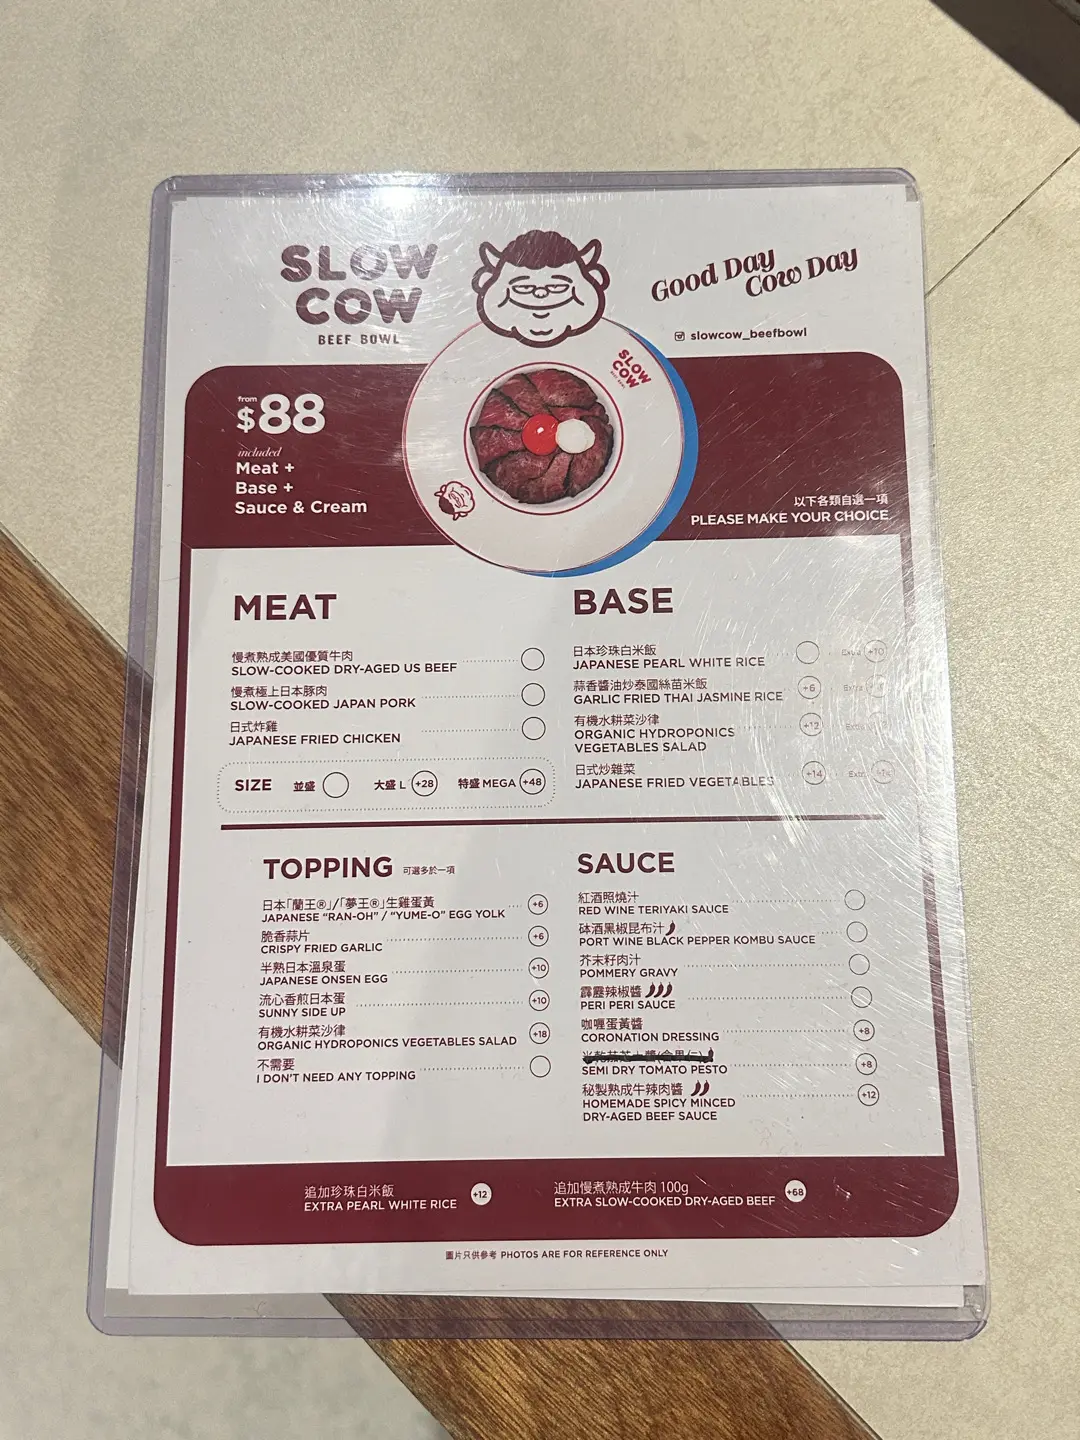 SLOW
COW
BEEF BOWL
Good Day
Cow Day
slowcow_beefbowl
SLOW
COW
from
$88
included
Meat +
Base +
Sauce & Cream
以下各類自選一項
PLEASE MAKE YOUR CHOICE
MEAT
慢煮熟成美國優質牛肉
SLOW-COOKED DRY-AGED US BEEF
慢煮極上日本豚肉
SLOW-COOKED JAPAN PORK
日式炸雞
JAPANESE FRIED CHICKEN
SIZE 並盛 大盛 L +28 特盛 MEGA +48
BASE
日本珍珠白米飯
JAPANESE PEARL WHITE RICE Extra +10
蒜香醬油炒泰國絲苗米飯
GARLIC FRIED THAI JASMINE RICE +6 Extra
有機水耕菜沙律
ORGANIC HYDROPONICS +12
VEGETABLES SALAD
日式炒雜菜
JAPANESE FRIED VEGETABLES +14
TOPPING 可選多於一項
日本「蘭王®」/「夢王®」生雞蛋黃
JAPANESE "RAN-OH" / "YUME-O" EGG YOLK +6
脆香蒜片
CRISPY FRIED GARLIC +6
半熟日本溫泉蛋
JAPANESE ONSEN EGG +10
流心香煎日本蛋
SUNNY SIDE UP +10
有機水耕菜沙律
ORGANIC HYDROPONICS VEGETABLES SALAD +18
不需要
I DON'T NEED ANY TOPPING
SAUCE
紅酒照燒汁
RED WINE TERIYAKI SAUCE
砵酒黑椒昆布汁
PORT WINE BLACK PEPPER KOMBU SAUCE
芥末籽肉汁
POMMERY GRAVY
霹靂辣椒醬
PERI PERI SAUCE
咖喱蛋黃醬
CORONATION DRESSING +8
SEMI DRY TOMATO PESTO +8
秘製熟成牛辣肉醬
HOMEMADE SPICY MINCED +12
DRY-AGED BEEF SAUCE
追加珍珠白米飯
EXTRA PEARL WHITE RICE +12
追加慢煮熟成牛肉 100g
EXTRA SLOW-COOKED DRY-AGED BEEF +68
圖片只供參考 PHOTOS ARE FOR REFERENCE ONLY